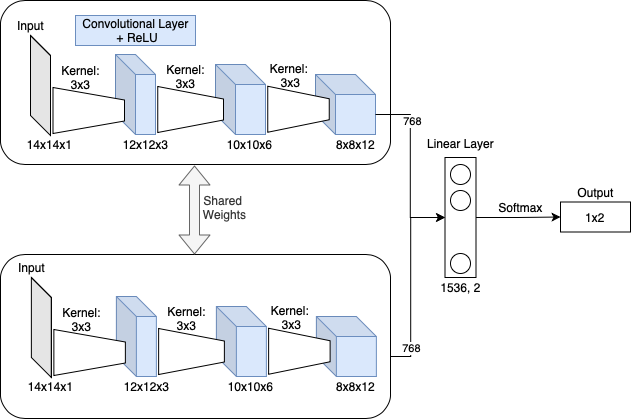 Input
Convolutional Layer
+ ReLU
Kernel:
3x3
Kernel:
3x3
Kernel:
3x3
14x14x1
12x12x3
10x10x6
8x8x12
768
Shared
Weights
Linear Layer
1536, 2
Softmax
Output
1x2
Input
Kernel:
3x3
Kernel:
3x3
Kernel:
3x3
14x14x1
12x12x3
10x10x6
8x8x12
768